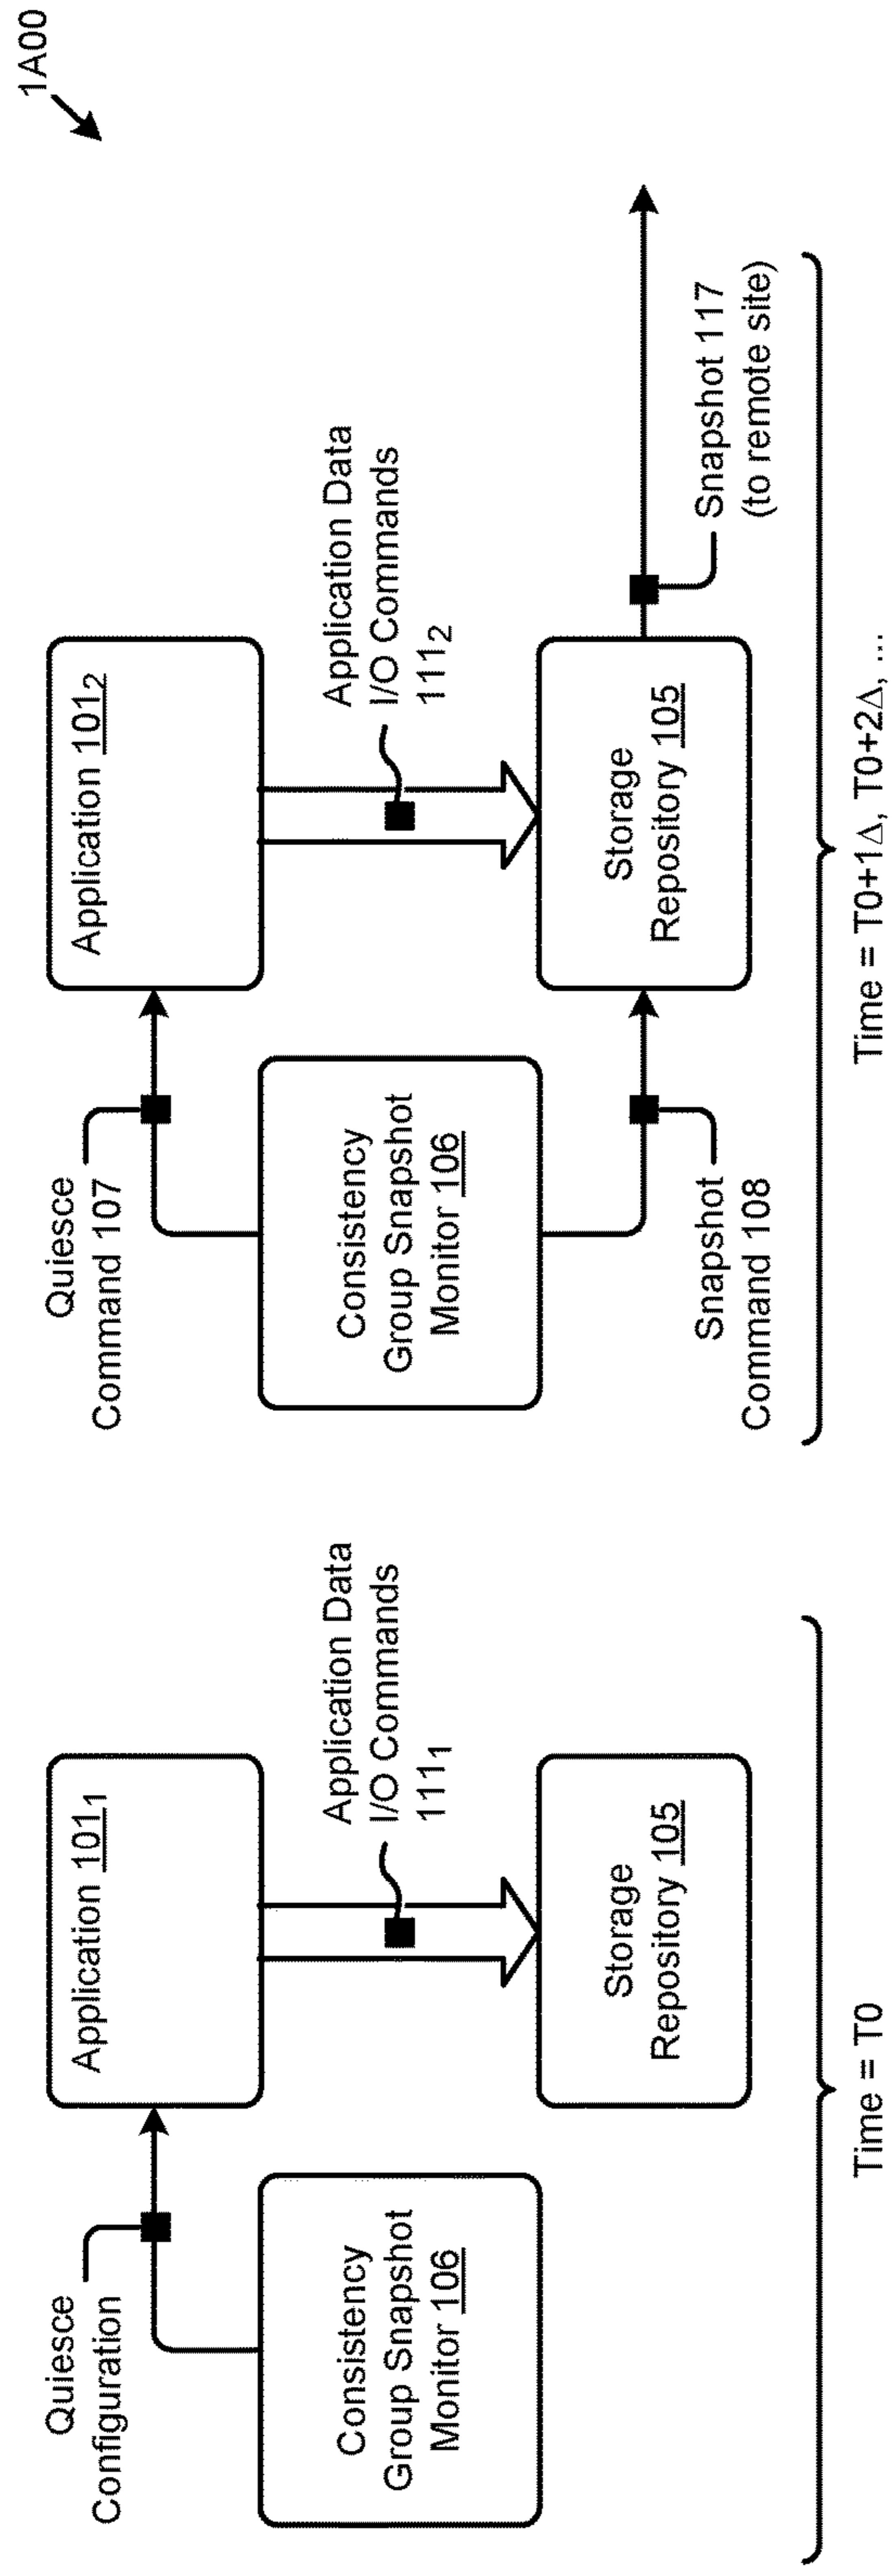 1A00
Quiesce
Configuration
Application 101₁
Consistency
Group Snapshot
Monitor 106
Application Data
I/O Commands
111₁
Storage
Repository 105
Time = T0
Quiesce
Command 107
Application 101₂
Consistency
Group Snapshot
Monitor 106
Application Data
I/O Commands
111₂
Snapshot
Command 108
Storage
Repository 105
Snapshot 117
(to remote site)
Time = T0+1Δ, T0+2Δ, ...